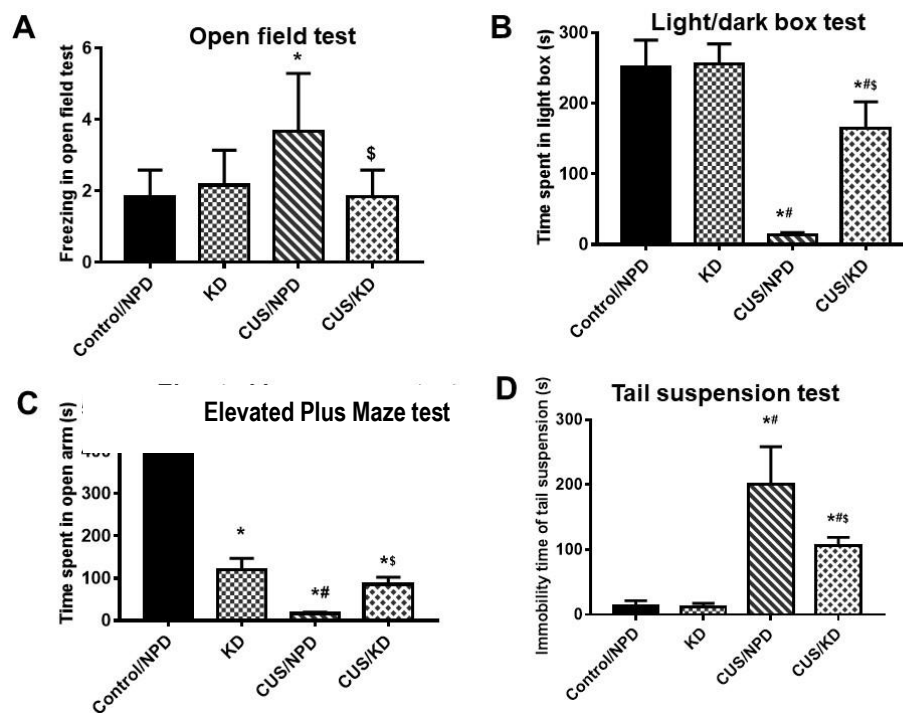 A
Open field test
Freezing in open field test
6
4
2
0
*
$
Control/NPD
KD
CUS/NPD
CUS/KD
B
Light/dark box test
Time spent in light box (s)
300
200
100
0
*#
*#$
Control/NPD
KD
CUS/NPD
CUS/KD
C
Elevated Plus Maze test
Time spent in open arm (s)
400
300
200
100
0
*
*#
*$
Control/NPD
KD
CUS/NPD
CUS/KD
D
Tail suspension test
Immobility time of tail suspension (s)
300
200
100
0
*#
*#$
Control/NPD
KD
CUS/NPD
CUS/KD